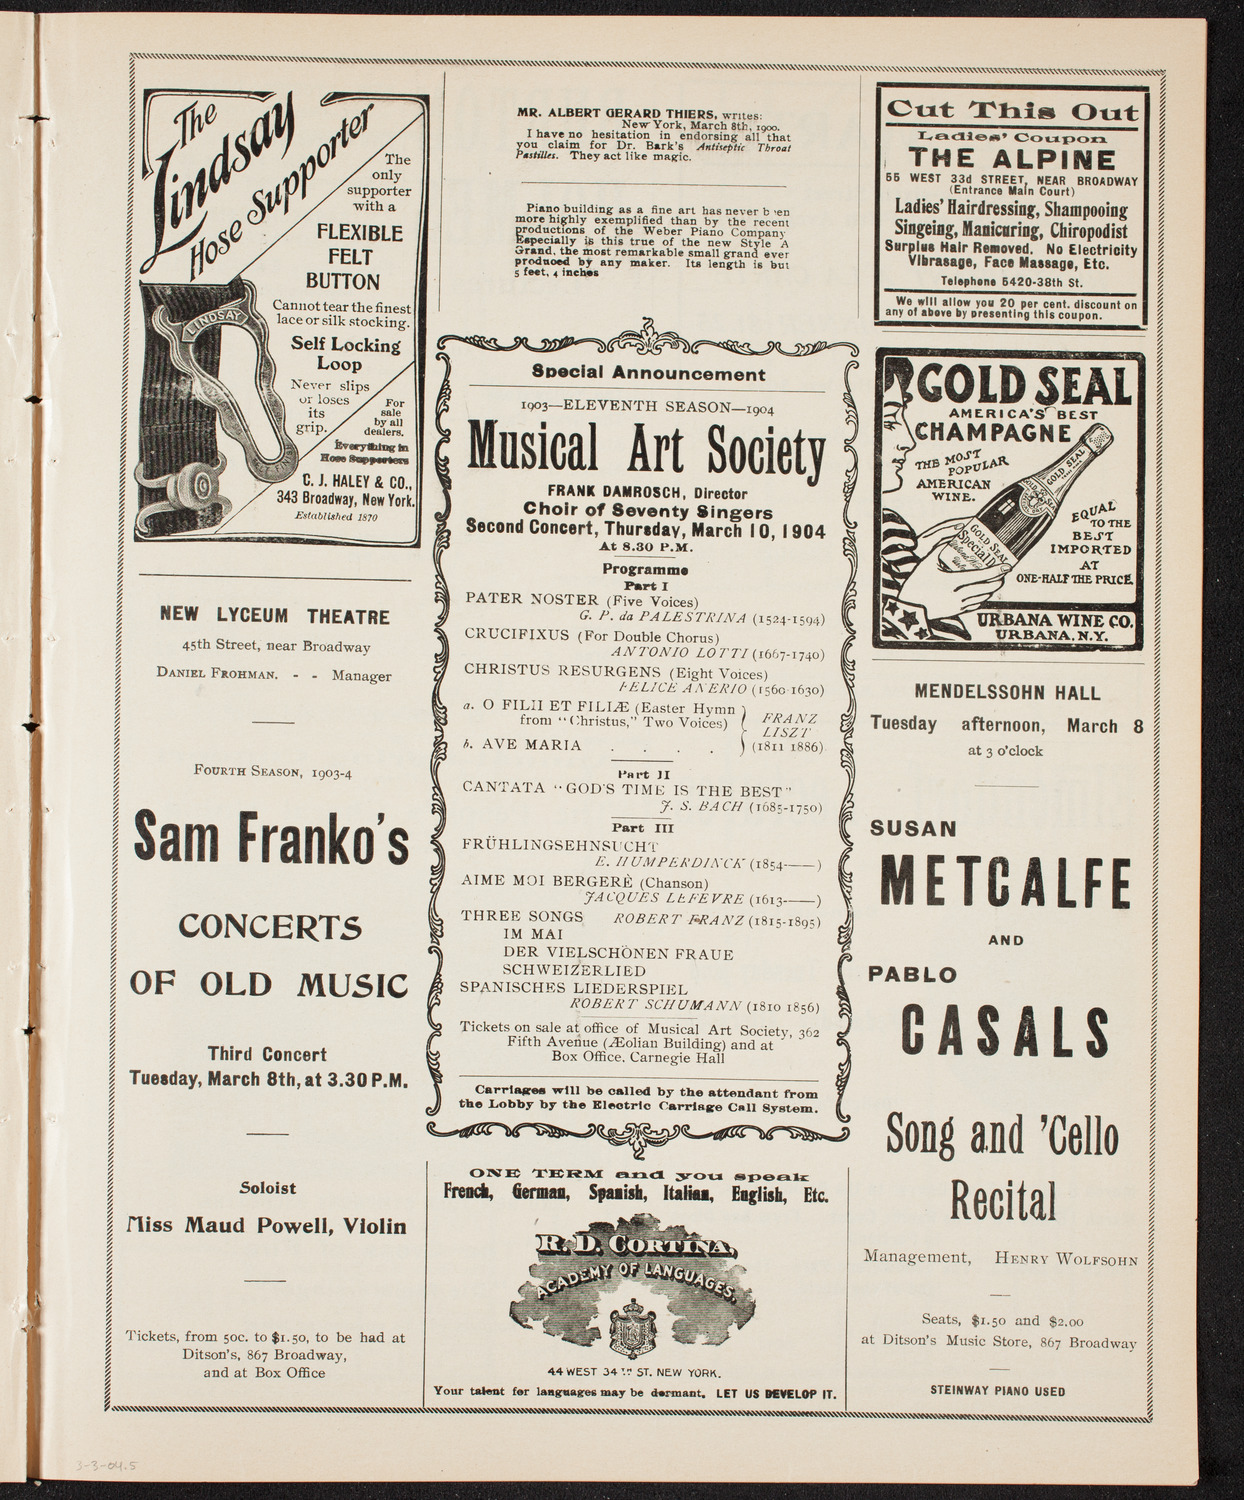 The
Lindsay
Hose Supporter
The
only
supporter
with a
FLEXIBLE
FELT
BUTTON
Cannot tear the finest
lace or silk stocking.
Self Locking
Loop
Never slips
or loses
its
grip.
For
sale
by all
dealers.
Everything in
Hose Supporters
C. J. HALEY & CO.,
343 Broadway, New York.
Established 1870
LINDSAY
NEW LYCEUM THEATRE
45th Street, near Broadway
DANIEL FROHMAN. - - Manager
FOURTH SEASON, 1903-4
Sam Franko's
CONCERTS
OF OLD MUSIC
Third Concert
Tuesday, March 8th, at 3.30 P.M.
Soloist
Miss Maud Powell, Violin
Tickets, from 50c. to $1.50, to be had at
Ditson's, 867 Broadway,
and at Box Office
MR. ALBERT GERARD THIERS, writes:
New York, March 8th, 1900.
I have no hesitation in endorsing all that
you claim for Dr. Bark's Antiseptic Throat
Pastilles. They act like magic.
Piano building as a fine art has never b en
more highly exemplified than by the recent
productions of the Weber Piano Company
Especially is this true of the new Style A
Grand, the most remarkable small grand ever
produced by any maker. Its length is but
5 feet, 4 inches
Special Announcement
1903—ELEVENTH SEASON—1904
Musical Art Society
FRANK DAMROSCH, Director
Choir of Seventy Singers
Second Concert, Thursday, March 10, 1904
At 8.30 P.M.
Programme
Part I
PATER NOSTER (Five Voices)
G. P. da PALESTRINA (1524-1594)
CRUCIFIXUS (For Double Chorus)
ANTONIO LOTTI (1667-1740)
CHRISTUS RESURGENS (Eight Voices)
FELICE ANERIO (1560 1630)
a. O FILII ET FILIÆ (Easter Hymn
from "Christus," Two Voices)
b. AVE MARIA . . . .
FRANZ
LISZT
(1811 1886)
Part II
CANTATA "GOD'S TIME IS THE BEST"
J. S. BACH (1685-1750)
Part III
FRÜHLINGSEHNSUCHT
E. HUMPERDINCK (1854——)
AIME MOI BERGERÈ (Chanson)
JACQUES LEFEVRE (1613——)
THREE SONGS ROBERT FRANZ (1815-1895)
IM MAI
DER VIELSCHÖNEN FRAUE
SCHWEIZERLIED
SPANISCHES LIEDERSPIEL
ROBERT SCHUMANN (1810 1856)
Tickets on sale at office of Musical Art Society, 362
Fifth Avenue (Æolian Building) and at
Box Office, Carnegie Hall
Carriages will be called by the attendant from
the Lobby by the Electric Carriage Call System.
ONE TERM and you speak
French, German, Spanish, Italian, English, Etc.
R. D. CORTINA,
ACADEMY OF LANGUAGES,
44 WEST 34TH ST. NEW YORK.
Your talent for languages may be dormant. LET US DEVELOP IT.
Cut This Out
Ladies' Coupon
THE ALPINE
55 WEST 33d STREET, NEAR BROADWAY
(Entrance Main Court)
Ladies' Hairdressing, Shampooing
Singeing, Manicuring, Chiropodist
Surplus Hair Removed. No Electricity
Vibrasage, Face Massage, Etc.
Telephone 5420-38th St.
We will allow you 20 per cent. discount on
any of above by presenting this coupon.
GOLD SEAL
AMERICA'S BEST
CHAMPAGNE
THE MOST
POPULAR
AMERICAN
WINE.
GOLD SEAL
GOLD SEAL
Special
EQUAL
TO THE
BEST
IMPORTED
AT
ONE-HALF THE PRICE.
URBANA WINE CO.
URBANA, N.Y.
MENDELSSOHN HALL
Tuesday afternoon, March 8
at 3 o'clock
SUSAN
METCALFE
AND
PABLO
CASALS
Song and 'Cello
Recital
Management, HENRY WOLFSOHN
Seats, $1.50 and $2.00
at Ditson's Music Store, 867 Broadway
STEINWAY PIANO USED
3-3-04.5